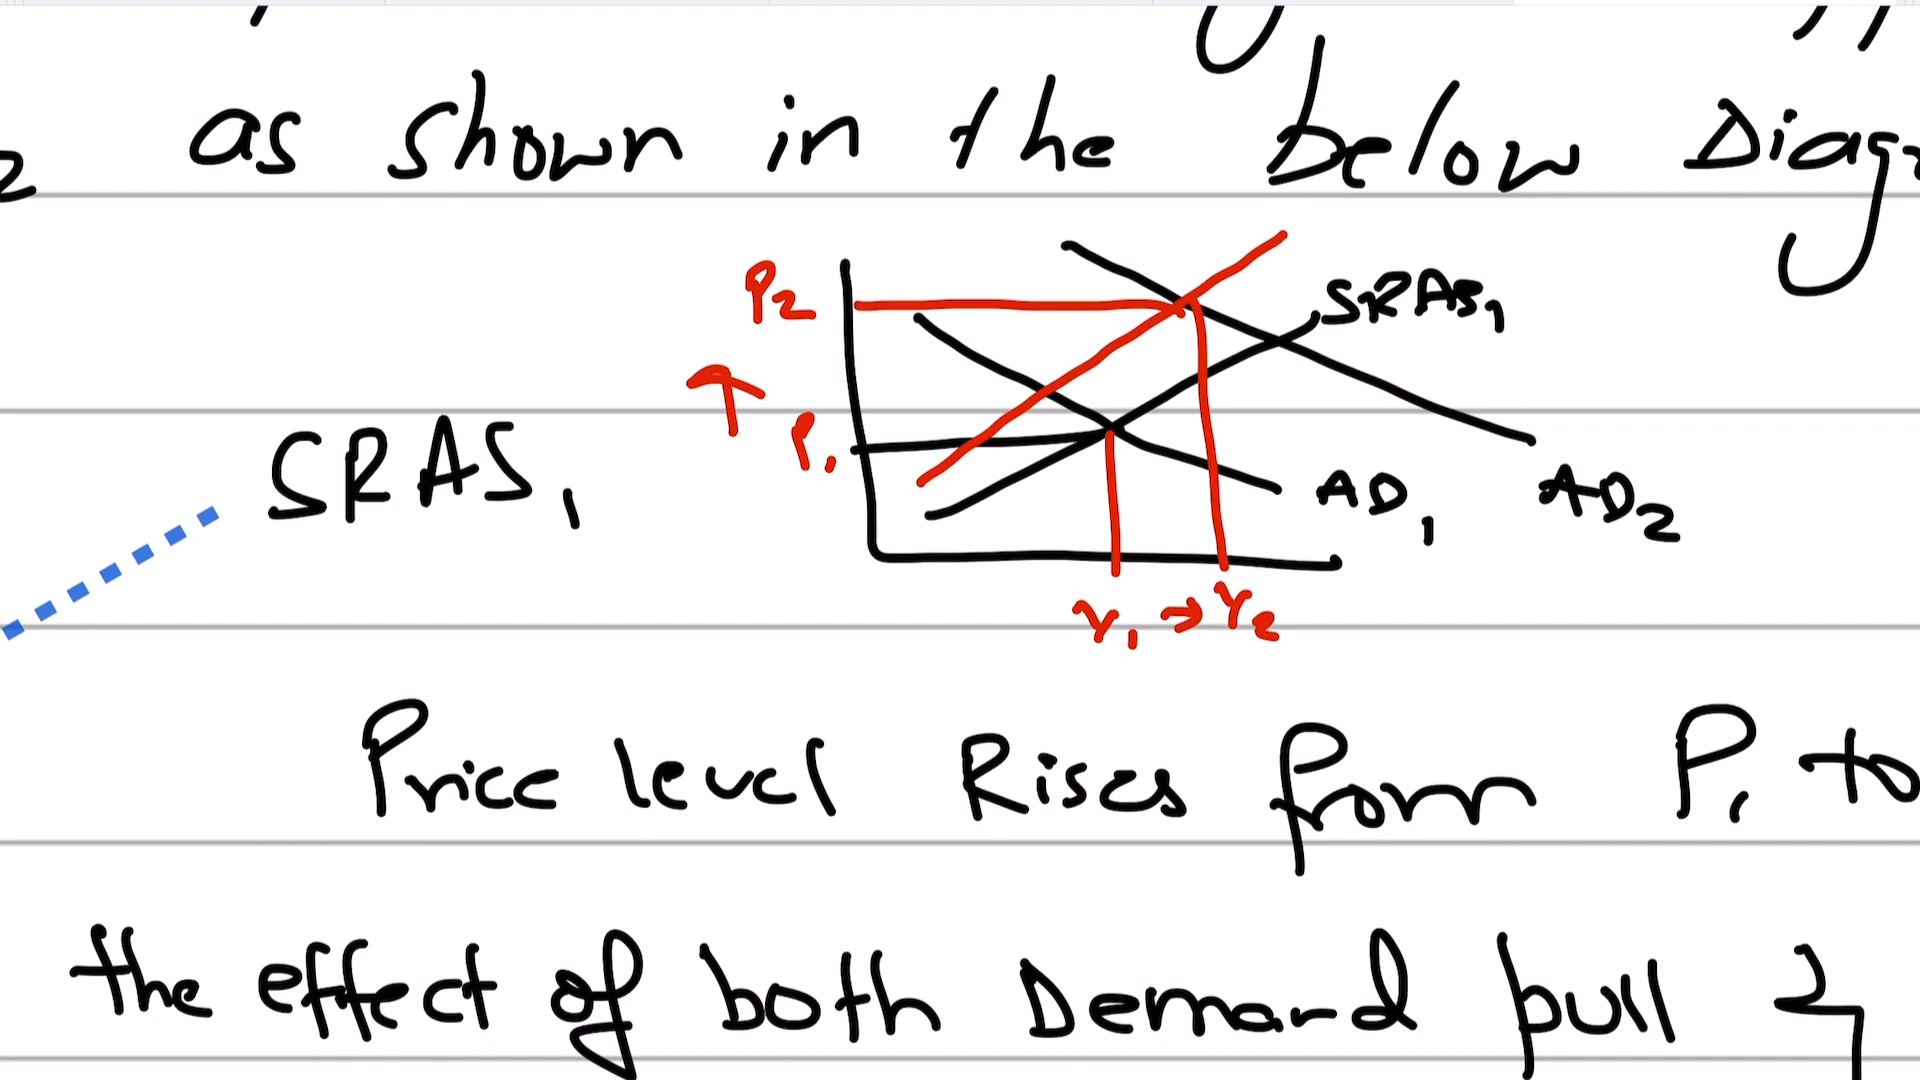 2 as shown in the below Diag
P2
SRAS1
P1
SRAS1
AD1
AD2
Y1 → Y2
Price level Rises from P1 to
the effect of both Demand pull &